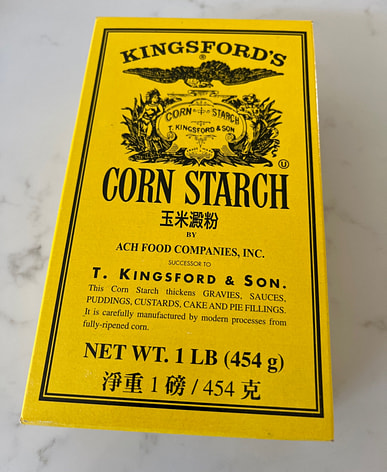 KINGSFORD'S
®
CORN STARCH
T. KINGSFORD & SON
U
CORN STARCH
玉米澱粉
BY
ACH FOOD COMPANIES, INC.
SUCCESSOR TO
T. KINGSFORD & SON.
This Corn Starch thickens GRAVIES, SAUCES,
PUDDINGS, CUSTARDS, CAKE AND PIE FILLINGS.
It is carefully manufactured by modern processes from
fully-ripened corn.
NET WT. 1 LB (454 g)
淨重 1 磅 / 454 克